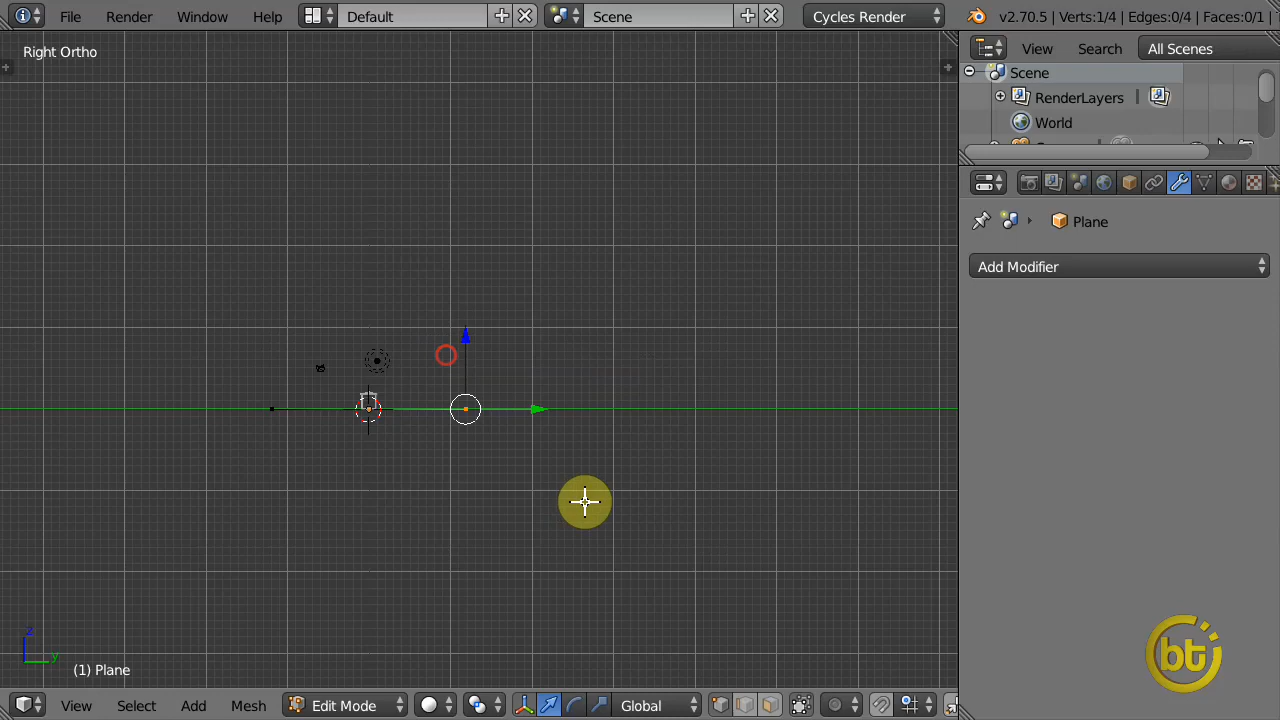 File Render Window Help Default Scene Cycles Render v2.70.5 | Verts:1/4 | Edges:0/4 | Faces:0/1 |
Right Ortho
View Search All Scenes
Scene
RenderLayers
World
Plane
Add Modifier
z
y
(1) Plane
bt
View Select Add Mesh Edit Mode Global